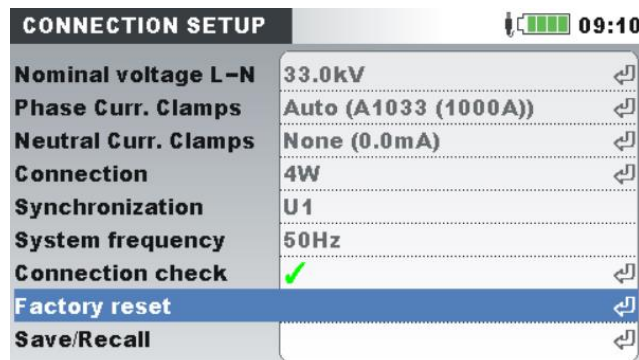 CONNECTION SETUP 09:10
Nominal voltage L-N 33.0kV
Phase Curr. Clamps Auto (A1033 (1000A))
Neutral Curr. Clamps None (0.0mA)
Connection 4W
Synchronization U1
System frequency 50Hz
Connection check
Factory reset
Save/Recall